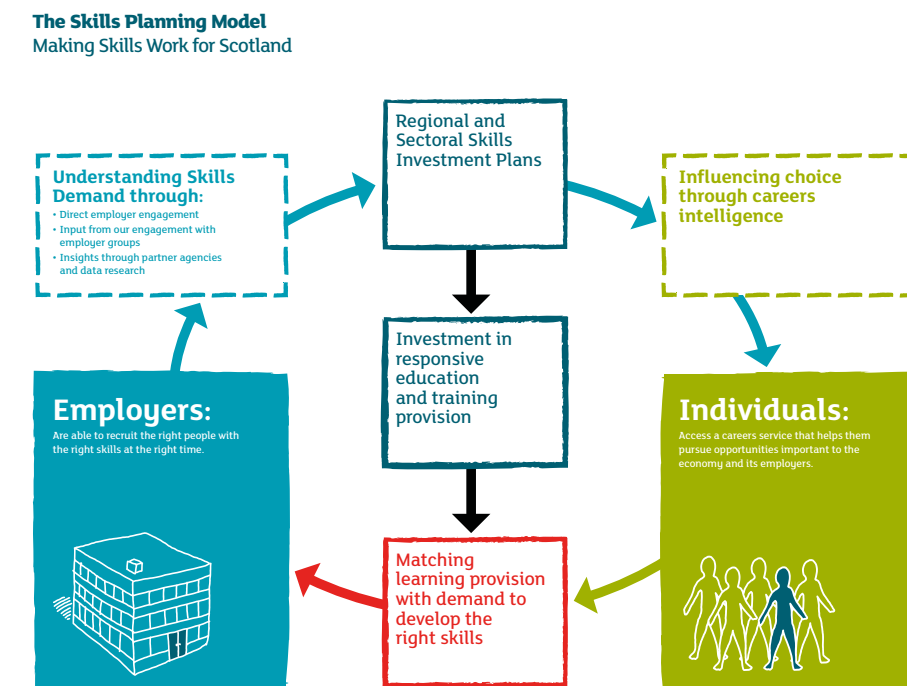 The Skills Planning Model
Making Skills Work for Scotland
Regional and
Sectoral Skills
Investment Plans
Understanding Skills
Demand through:
• Direct employer engagement
• Input from our engagement with
employer groups
• Insights through partner agencies
and data research
Influencing choice
through careers
intelligence
Investment in
responsive
education
and training
provision
Employers:
Are able to recruit the right people with
the right skills at the right time.
Individuals:
Access a careers service that helps them
pursue opportunities important to the
economy and its employers.
Matching
learning provision
with demand to
develop the
right skills